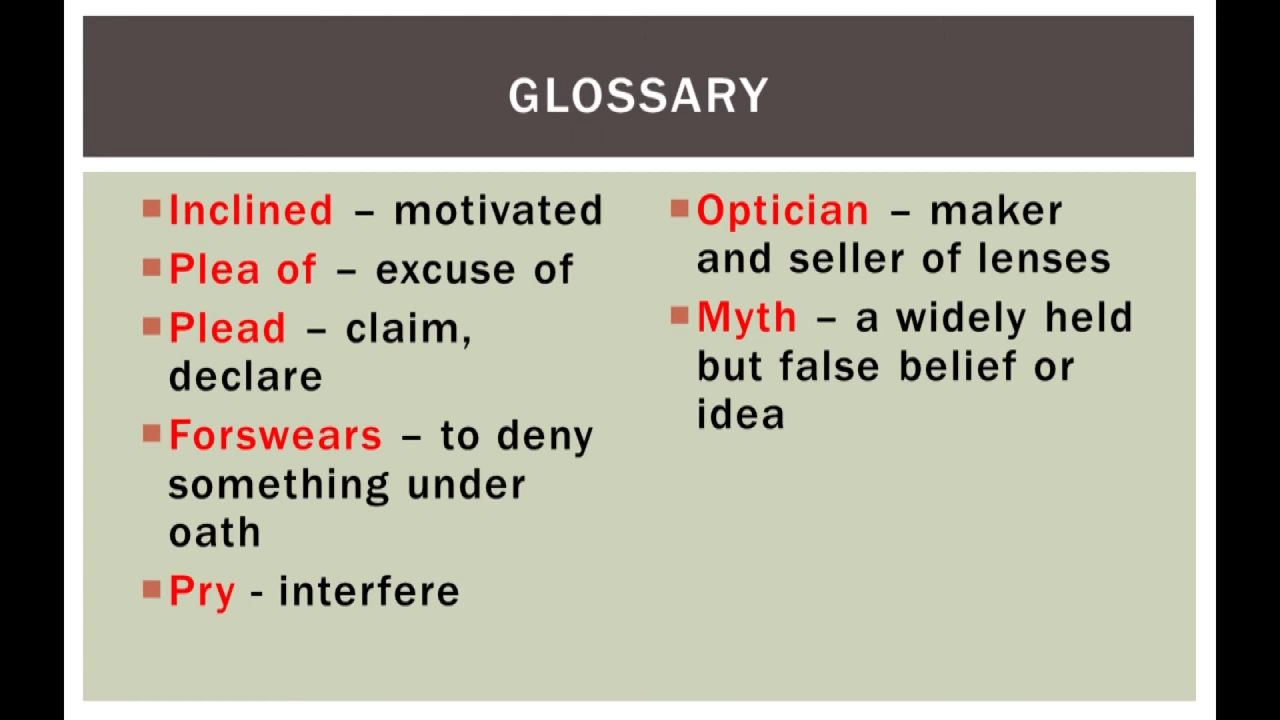 GLOSSARY
Inclined – motivated
Plea of – excuse of
Plead – claim,
declare
Forswears – to deny
something under
oath
Pry - interfere
Optician – maker
and seller of lenses
Myth – a widely held
but false belief or
idea